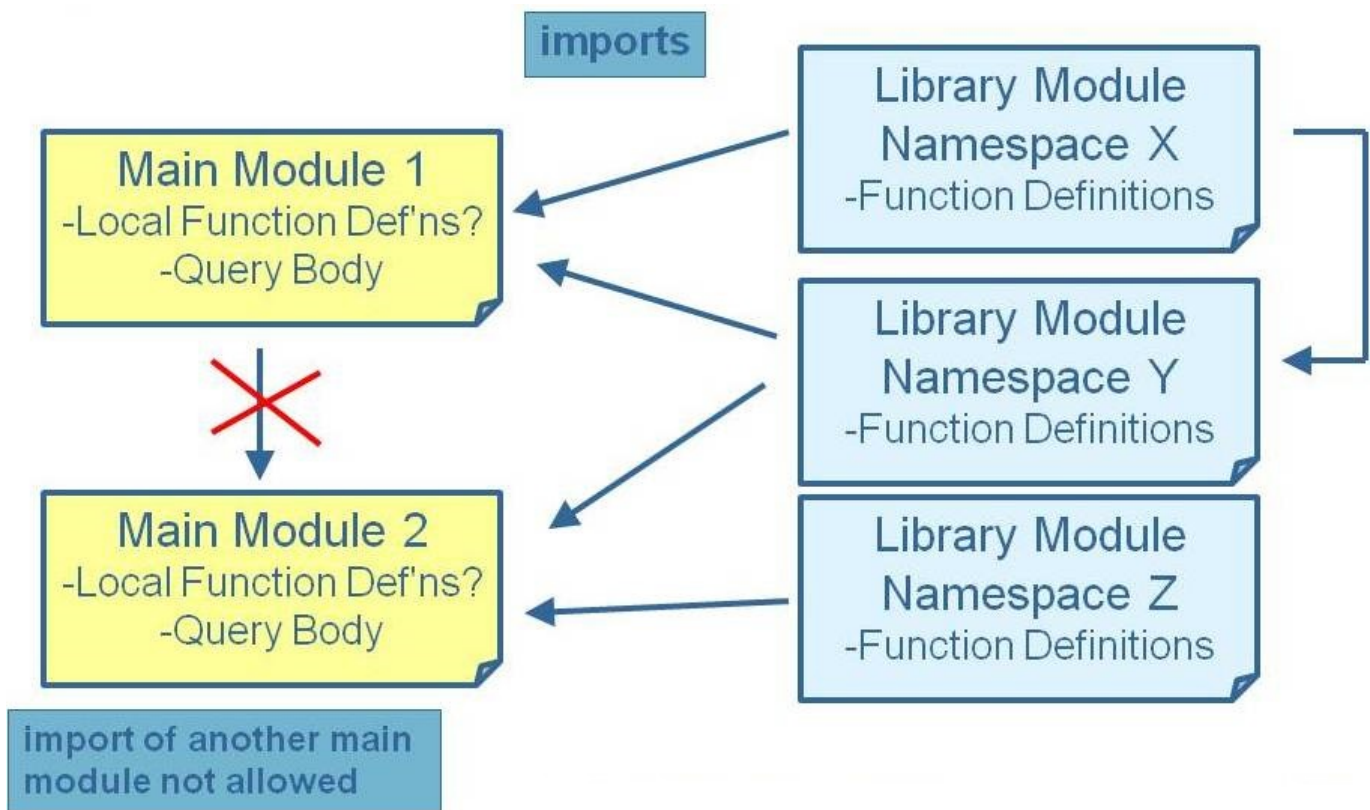 imports
Main Module 1
-Local Function Def'ns?
-Query Body
Main Module 2
-Local Function Def'ns?
-Query Body
import of another main
module not allowed
Library Module
Namespace X
-Function Definitions
Library Module
Namespace Y
-Function Definitions
Library Module
Namespace Z
-Function Definitions